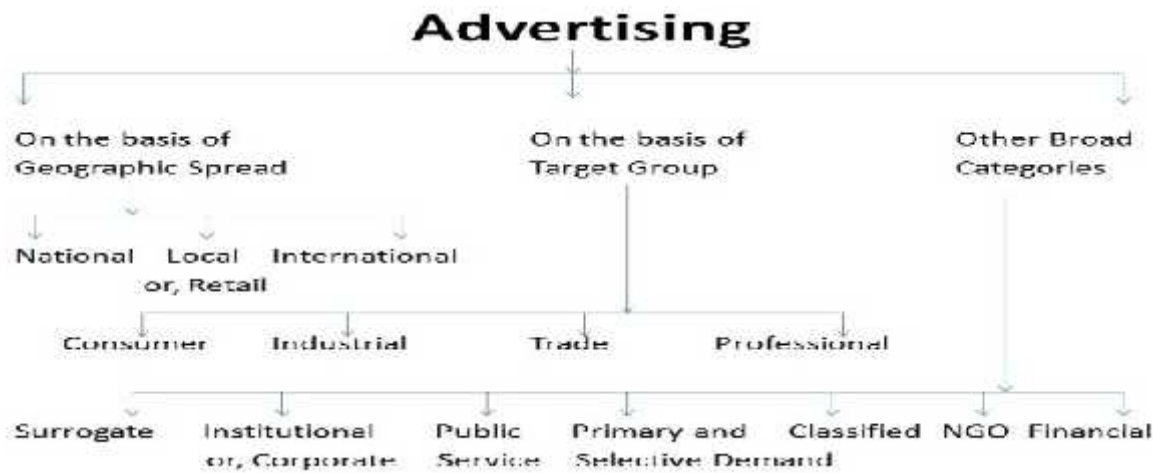 Advertising
On the basis of On the basis of Other Broad
Geographic Spread Target Group Categories
National Local International
or, Retail
Consumer Industrial Trade Professional
Surrogate Institutional Public Primary and Classified NGO Financial
or, Corporate Service Selective Demand